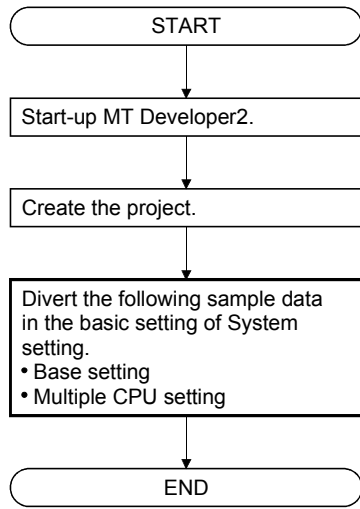 START
Start-up MT Developer2.
Create the project.
Divert the following sample data
in the basic setting of System
setting.
• Base setting
• Multiple CPU setting
END